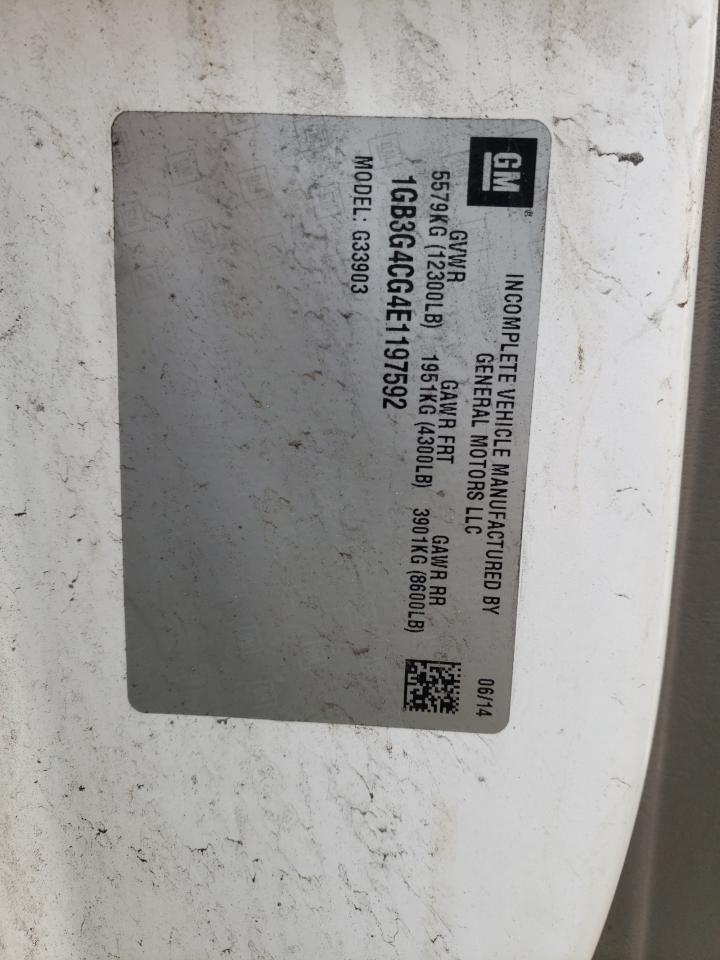 GM
INCOMPLETE VEHICLE MANUFACTURED BY
GENERAL MOTORS LLC
06/14
GVWR GAWR FRT GAWR RR
5579KG (12300LB) 1951KG (4300LB) 3901KG (8600LB)
1GB3G4CG4E1197592
MODEL: G33903